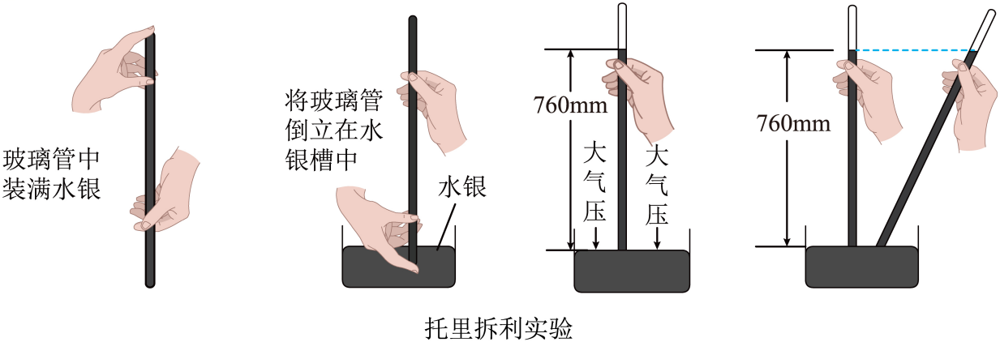 玻璃管中
装满水银
将玻璃管
倒立在水
银槽中
水银
760mm
大气压
大气压
760mm
托里拆利实验